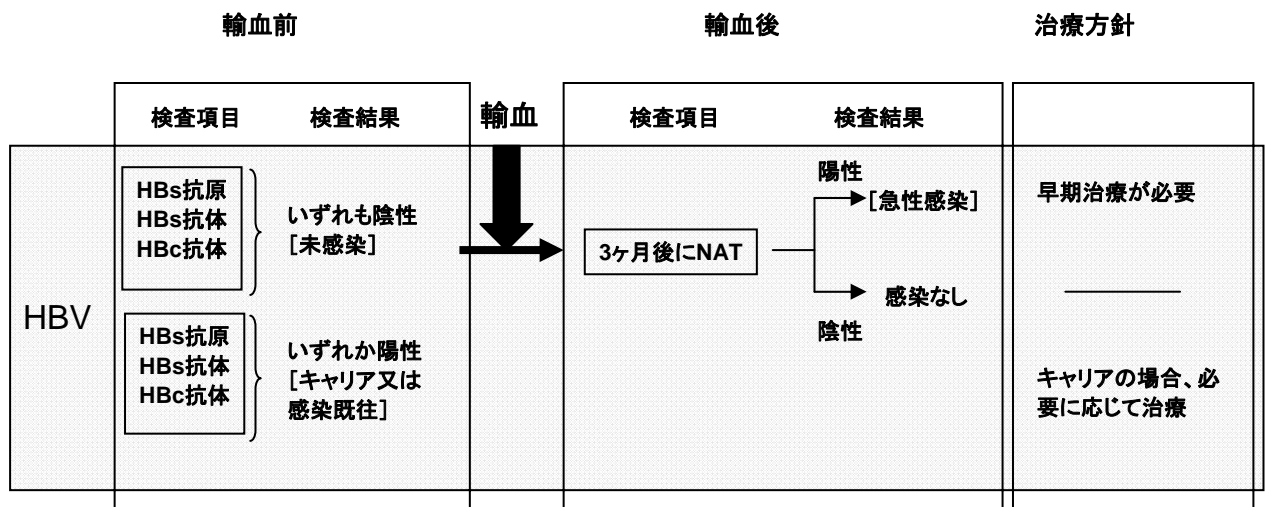 輸血前
輸血後
治療方針
検査項目
検査結果
輸血
検査項目
検査結果
HBV
HBs抗原
HBs抗体
HBc抗体
いずれも陰性
[未感染]
3ヶ月後にNAT
陽性
[急性感染]
感染なし
陰性
早期治療が必要
HBs抗原
HBs抗体
HBc抗体
いずれか陽性
[キャリア又は
感染既往]
キャリアの場合、必
要に応じて治療